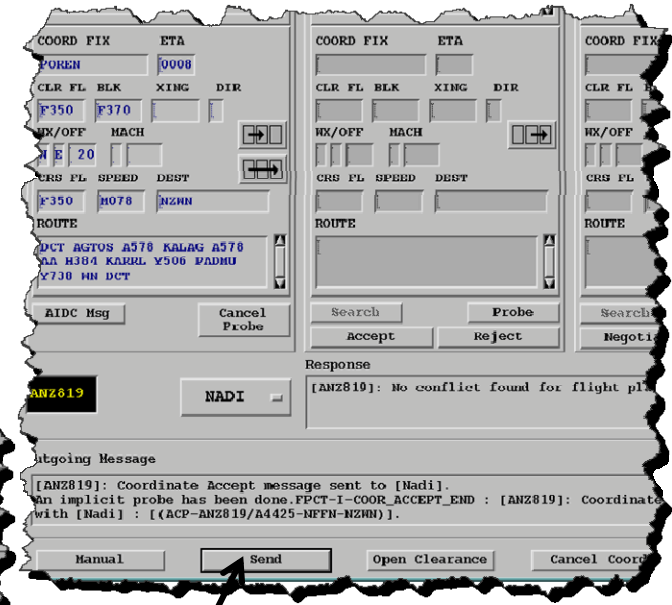 COORD FIX ETA COORD FIX ETA COORD FIX
POREN 0008
CLR FL BLK XING DIR CLR FL BLK XING DIR CLR FL
F350 F370
WX/OFF MACH WX/OFF MACH WX/OFF
N E 20
CRS FL SPEED DEST CRS FL SPEED DEST CRS FL
F350 M078 NZWN
ROUTE ROUTE ROUTE
DCT AGTOS A578 KALAG A578
AA H384 KARRL Y506 PADMU
Y738 WN DCT
AIDC Msg Cancel Probe Search Probe Search
Accept Reject Negotia
Response
ANZ819 NADI [ANZ819]: No conflict found for flight pl
utgoing Message
[ANZ819]: Coordinate Accept message sent to [Nadi].
An implicit probe has been done.FPCT-I-COOR_ACCEPT_END : [ANZ819]: Coordinate
with [Nadi] : [(ACP-ANZ819/A4425-NFFN-NZWN)].
Manual Send Open Clearance Cancel Coord